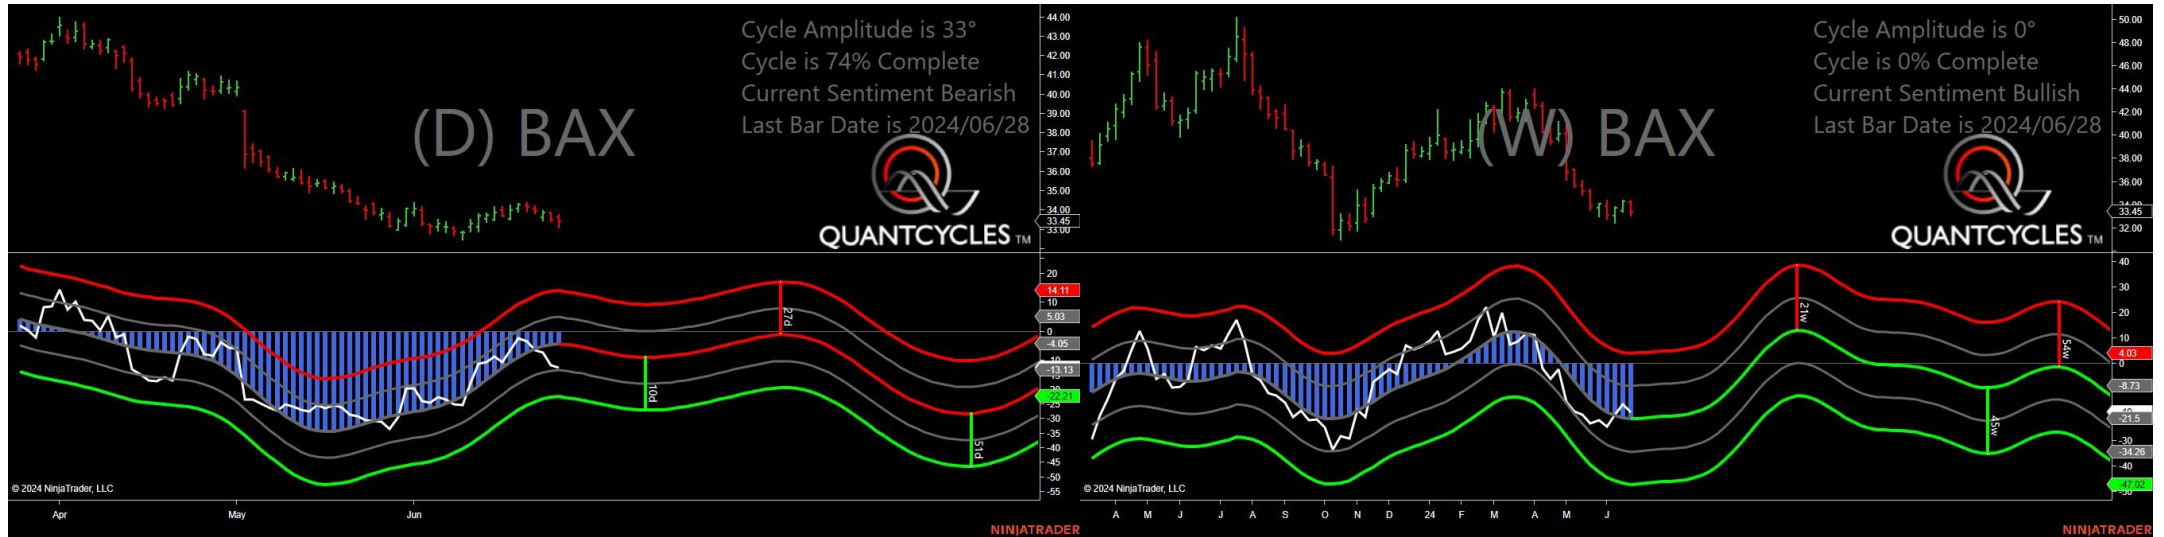 Cycle Amplitude is 33°
Cycle is 74% Complete
Current Sentiment Bearish
Last Bar Date is 2024/06/28
(D) BAX
QUANTCYCLES TM
44.00
43.00
42.00
41.00
40.00
39.00
38.00
37.00
36.00
35.00
34.00
33.45
33.00
20
14.11
10
5.03
0
-4.05
-10
-13.13
-22.21
-25
-30
-35
-40
-45
-50
-55
27d
10d
51d
© 2024 NinjaTrader, LLC
Apr May Jun
NINJATRADER
Cycle Amplitude is 0°
Cycle is 0% Complete
Current Sentiment Bullish
Last Bar Date is 2024/06/28
(W) BAX
QUANTCYCLES TM
50.00
48.00
46.00
44.00
42.00
40.00
38.00
36.00
34.00
33.45
32.00
40
30
20
10
4.03
0
-8.73
-21.5
-30
-34.26
-40
-47.02
-50
21w
54w
45w
© 2024 NinjaTrader, LLC
A M J J A S O N D 24 F M A M J
NINJATRADER